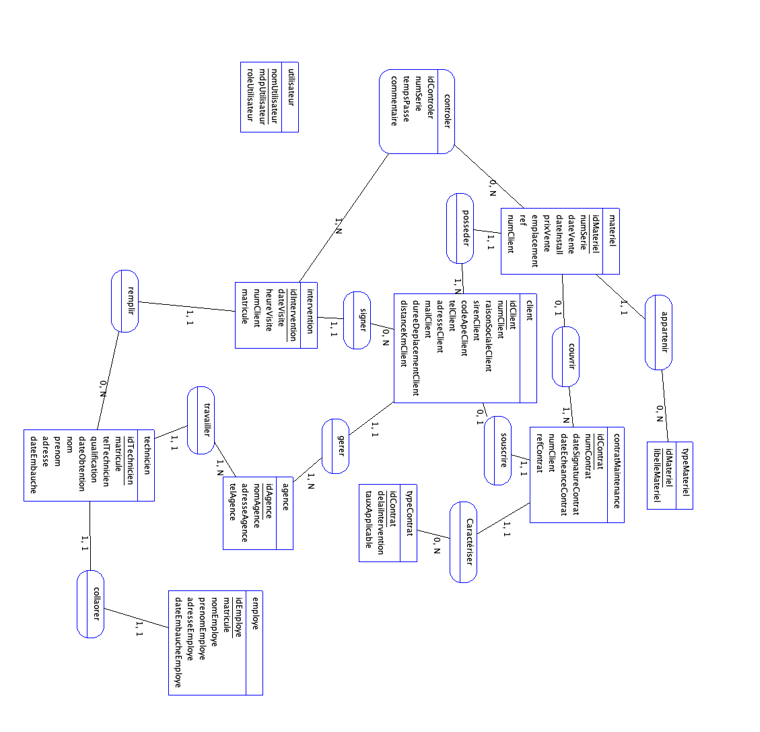 utilisateur
nomUtilisateur
mdpUtilisateur
roleUtilisateur
controler
idControler
numSerie
tempsPasse
commentaire
0, N
1, N
materiel
idMateriel
numSerie
dateVente
dateInstall
prixVente
emplacement
ref
numClient
posseder
1, 1
1, N
appartenir
1, 1
0, N
typeMateriel
idMateriel
libelleMateriel
couvrir
0, 1
1, N
client
idClient
numClient
raisonSocialeClient
sirenClient
codeApeClient
telClient
adresseClient
mailClient
dureeDeplacementClient
distanceKmClient
intervention
idIntervention
dateVisite
heureVisite
numClient
matricule
signer
1, 1
0, N
remplir
1, 1
0, N
contratMaintenance
idContrat
numContrat
dateSignatureContrat
dateEcheanceContrat
numClient
refContrat
souscrire
0, 1
1, 1
gerer
1, 1
1, N
travailler
1, 1
1, N
agence
idAgence
nomAgence
adresseAgence
telAgence
technicien
idTechnicien
matricule
telTechnicien
qualification
dateObtention
nom
prenom
adresse
dateEmbauche
typeContrat
idContrat
delaiIntervention
tauxApplicable
Caractériser
1, 1
0, N
collaorer
1, 1
1, 1
employe
idEmploye
matricule
nomEmploye
prenomEmploye
adresseEmploye
dateEmbaucheEmploye